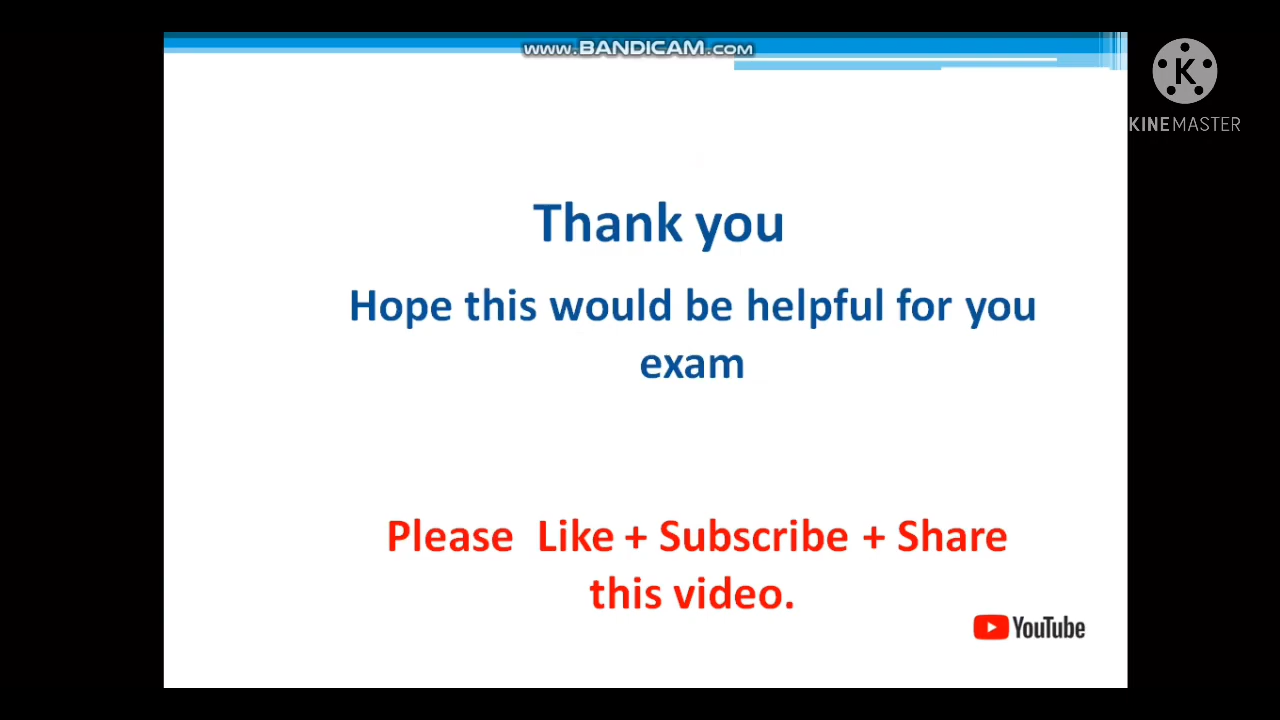 www.BANDICAM.com
K
KINEMASTER
Thank you
Hope this would be helpful for you
exam
Please Like + Subscribe + Share
this video.
YouTube